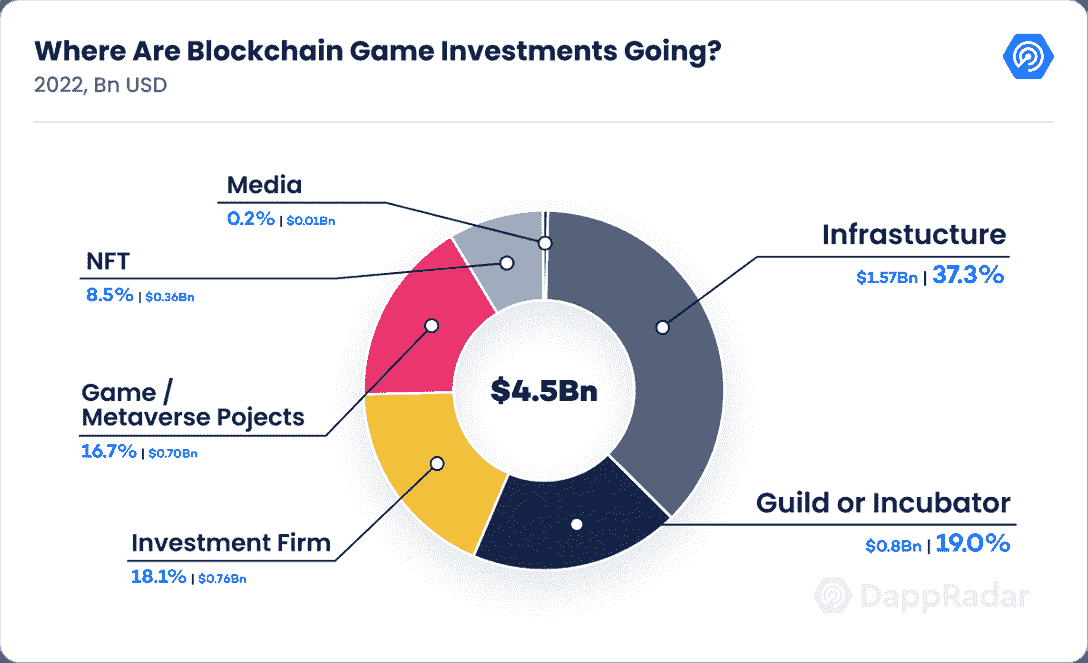 Where Are Blockchain Game Investments Going?
2022, Bn USD
Media
0.2% | $0.01Bn
NFT
8.5% | $0.36Bn
Game /
Metaverse Pojects
16.7% | $0.70Bn
Investment Firm
18.1% | $0.76Bn
$4.5Bn
Infrastucture
$1.57Bn | 37.3%
Guild or Incubator
$0.8Bn | 19.0%
DappRadar